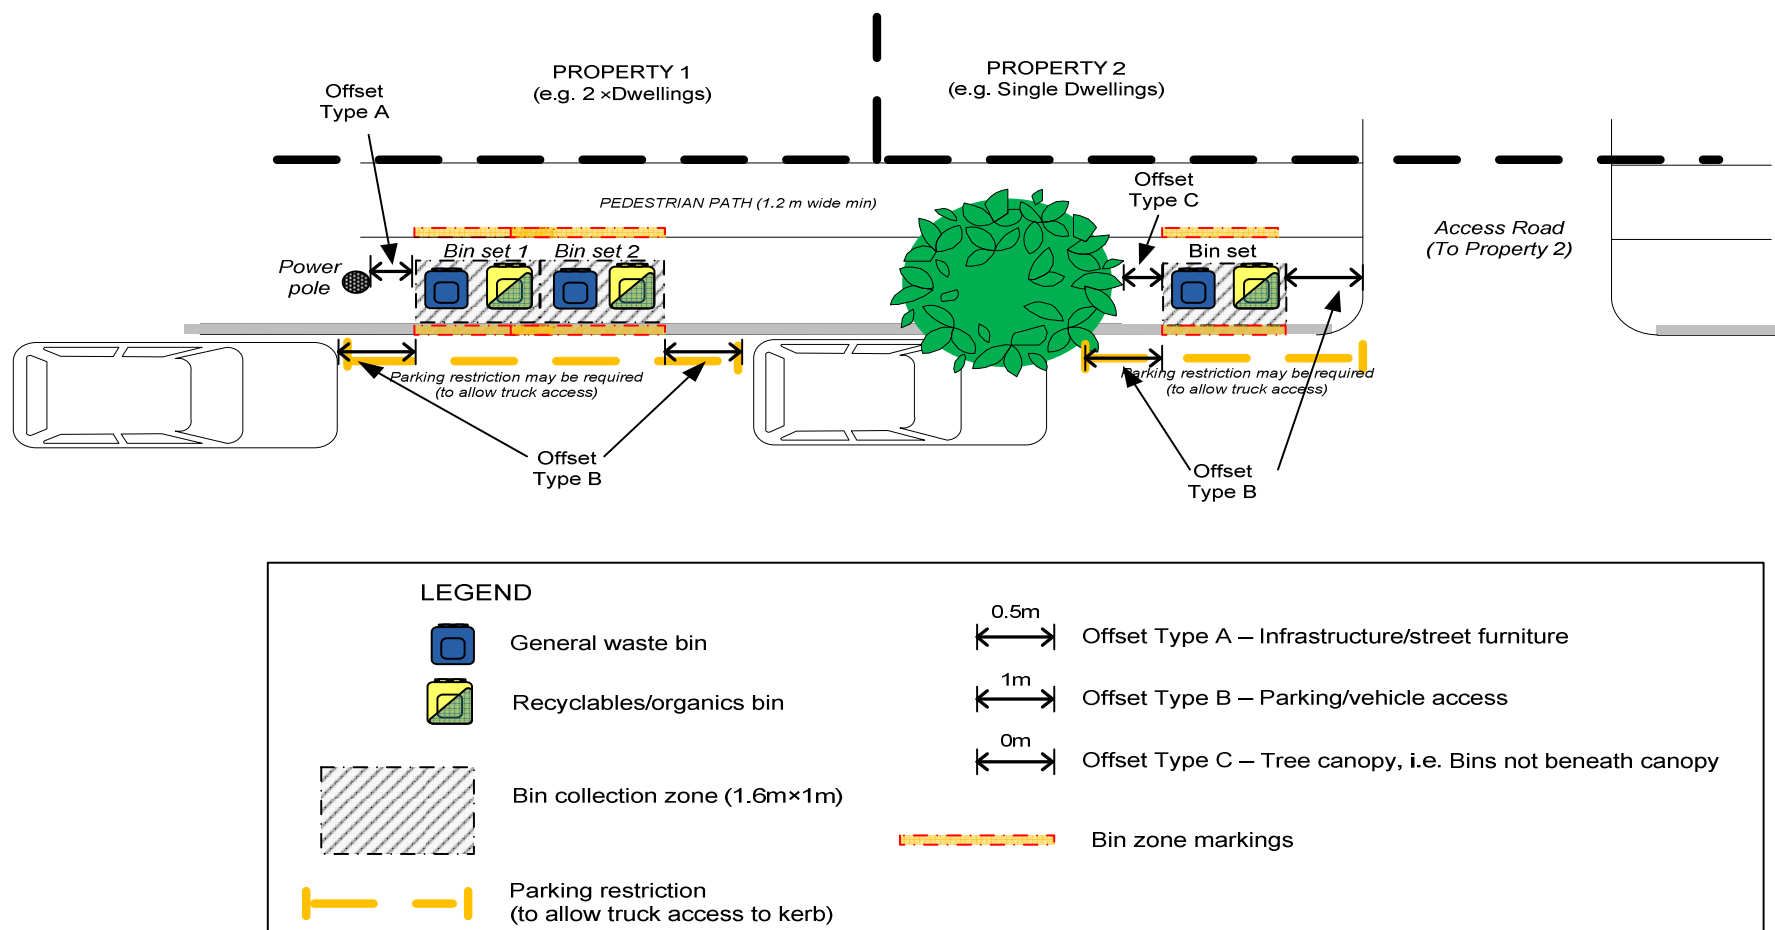 PROPERTY 1
(e.g. 2 ×Dwellings)
PROPERTY 2
(e.g. Single Dwellings)
Offset
Type A
PEDESTRIAN PATH (1.2 m wide min)
Offset
Type C
Access Road
(To Property 2)
Power
pole
Bin set 1
Bin set 2
Bin set
Parking restriction may be required
(to allow truck access)
Parking restriction may be required
(to allow truck access)
Offset
Type B
Offset
Type B
LEGEND
General waste bin
Recyclables/organics bin
Bin collection zone (1.6m×1m)
Parking restriction
(to allow truck access to kerb)
0.5m
Offset Type A – Infrastructure/street furniture
1m
Offset Type B – Parking/vehicle access
0m
Offset Type C – Tree canopy, i.e. Bins not beneath canopy
Bin zone markings